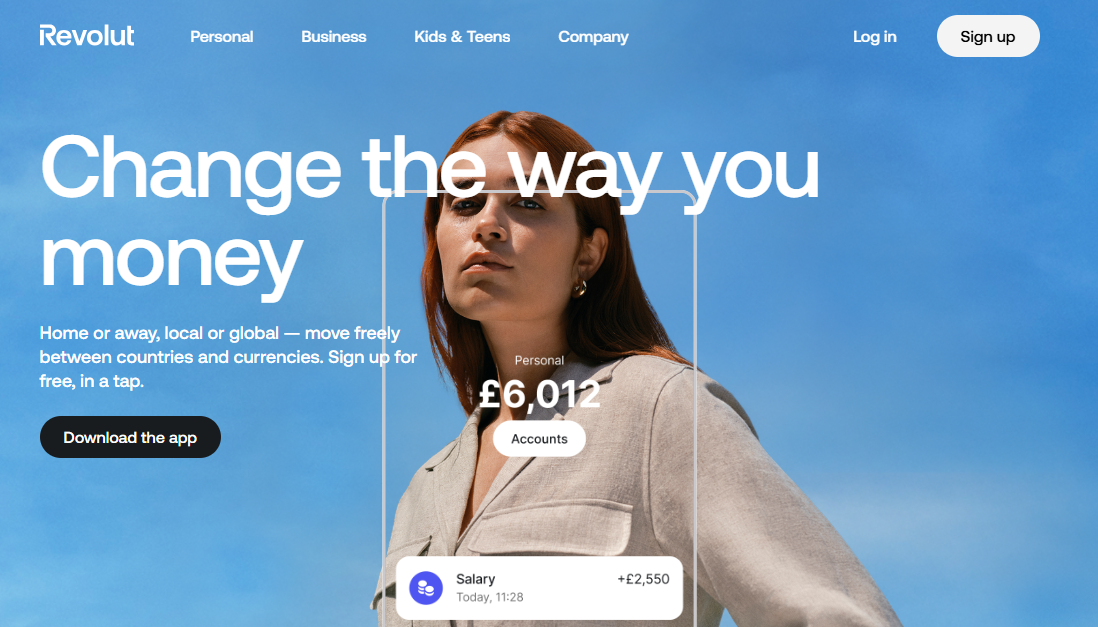 Revolut Personal Business Kids & Teens Company Log in Sign up
Change the way you
money
Home or away, local or global — move freely
between countries and currencies. Sign up for
free, in a tap.
Download the app
Personal
£6,012
Accounts
Salary +£2,550
Today, 11:28